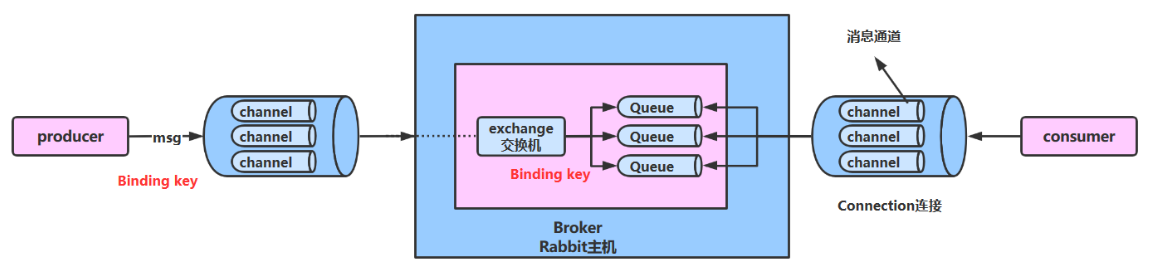 producer
msg
Binding key
channel
channel
channel
exchange
交换机
Binding key
Queue
Queue
Queue
Broker
Rabbit主机
消息通道
channel
channel
channel
Connection连接
consumer